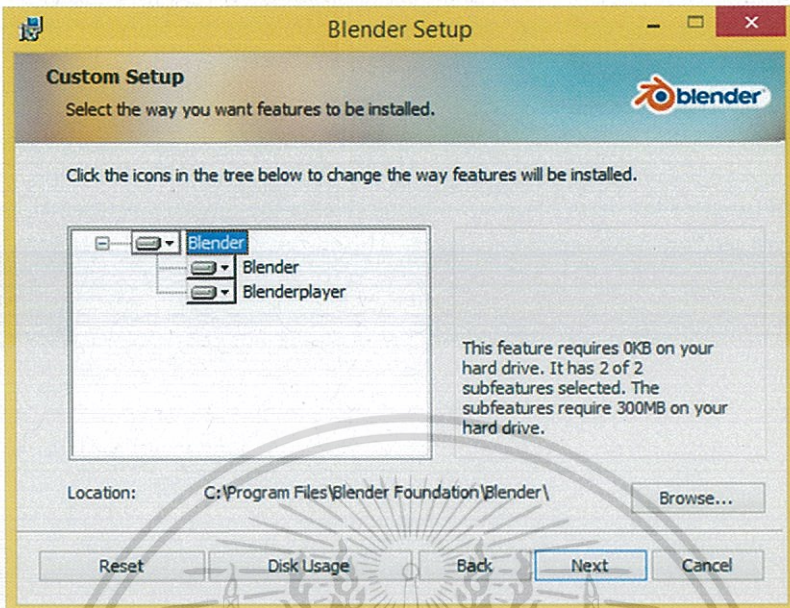 Blender Setup
Custom Setup
Select the way you want features to be installed.
blender
Click the icons in the tree below to change the way features will be installed.
Blender
Blender
Blenderplayer
This feature requires 0KB on your
hard drive. It has 2 of 2
subfeatures selected. The
subfeatures require 300MB on your
hard drive.
Location: C:\Program Files\Blender Foundation\Blender\ Browse...
Reset Disk Usage Back Next Cancel